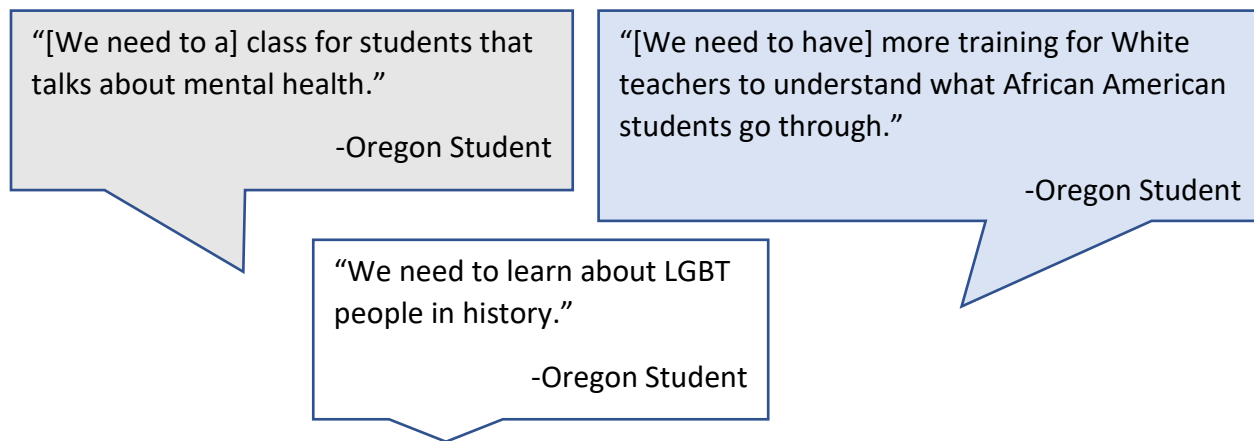 “[We need to a] class for students that
talks about mental health.”
-Oregon Student
“[We need to have] more training for White
teachers to understand what African American
students go through.”
-Oregon Student
“We need to learn about LGBT
people in history.”
-Oregon Student